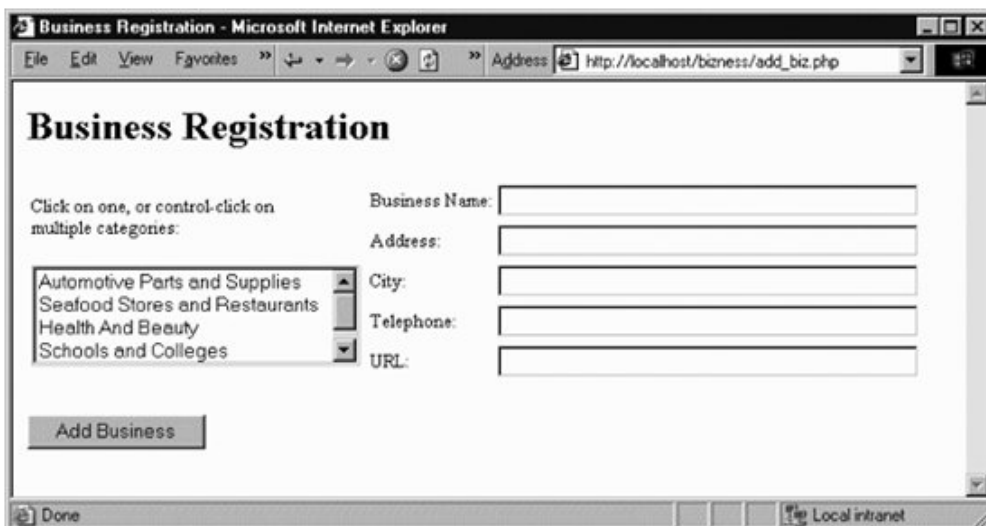 Business Registration - Microsoft Internet Explorer
File Edit View Favorites » » Address http://localhost/bizness/add_biz.php
Business Registration
Click on one, or control-click on
multiple categories:
Automotive Parts and Supplies
Seafood Stores and Restaurants
Health And Beauty
Schools and Colleges
Business Name:
Address:
City:
Telephone:
URL:
Add Business
Done Local intranet